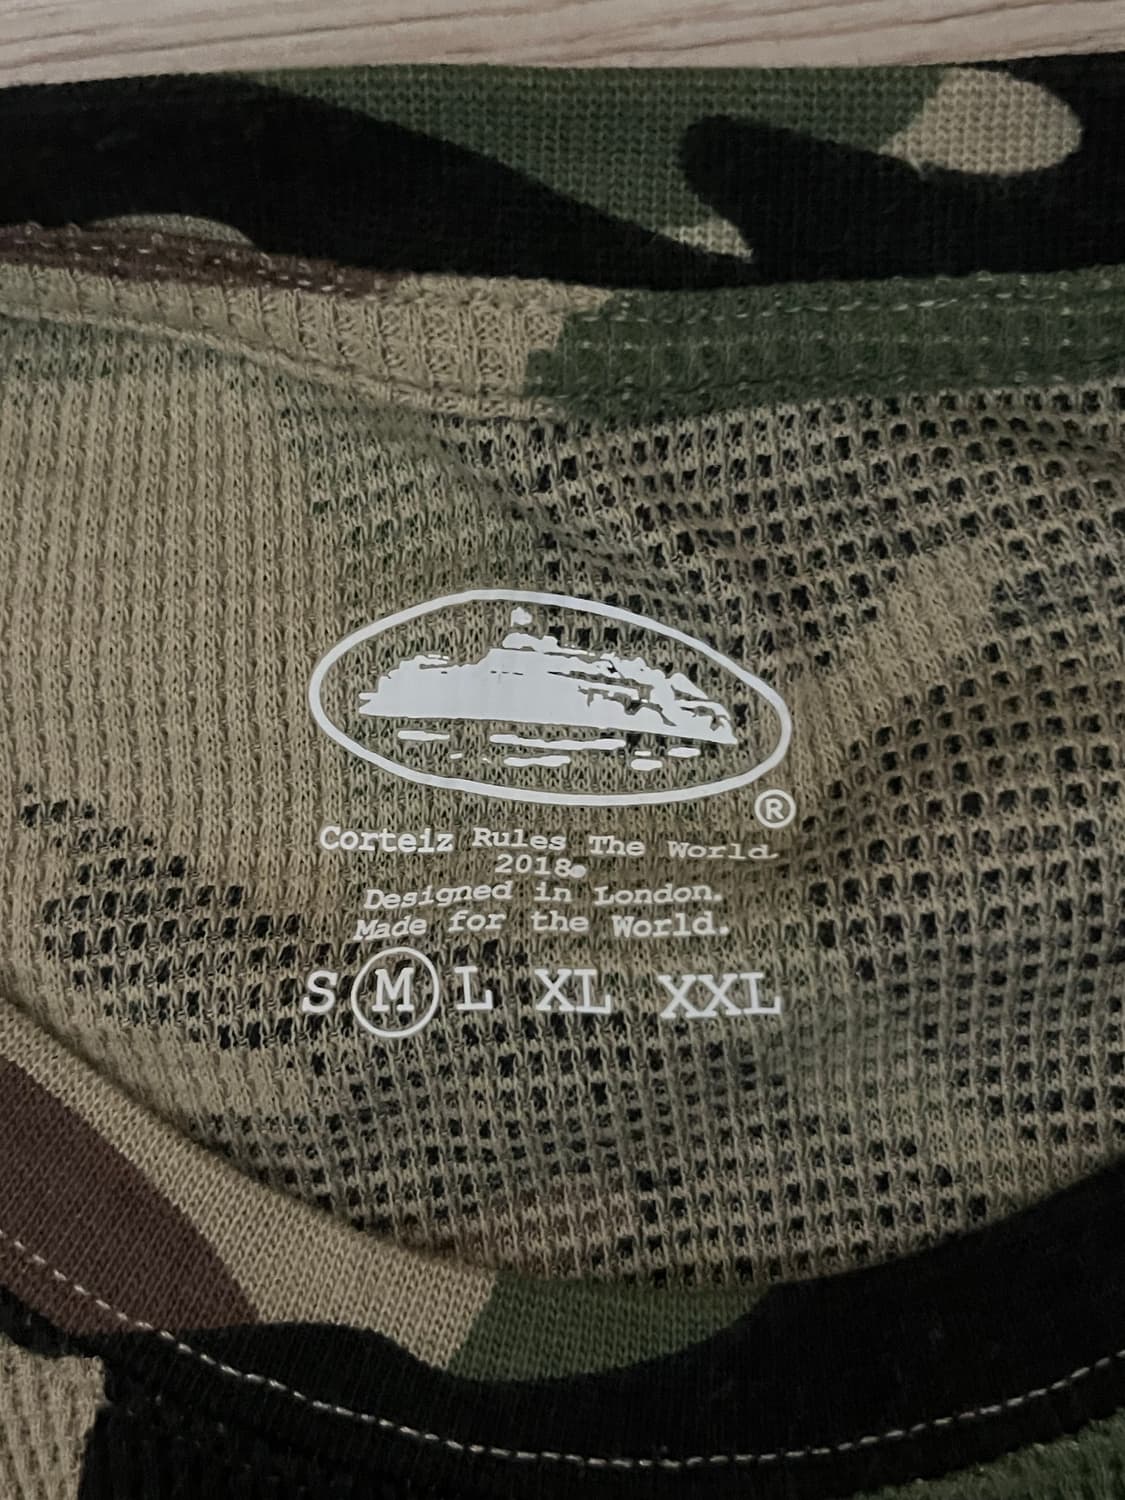 ®
Corteiz Rules The World.
2018®
Designed in London.
Made for the World.
S M L XL XXL